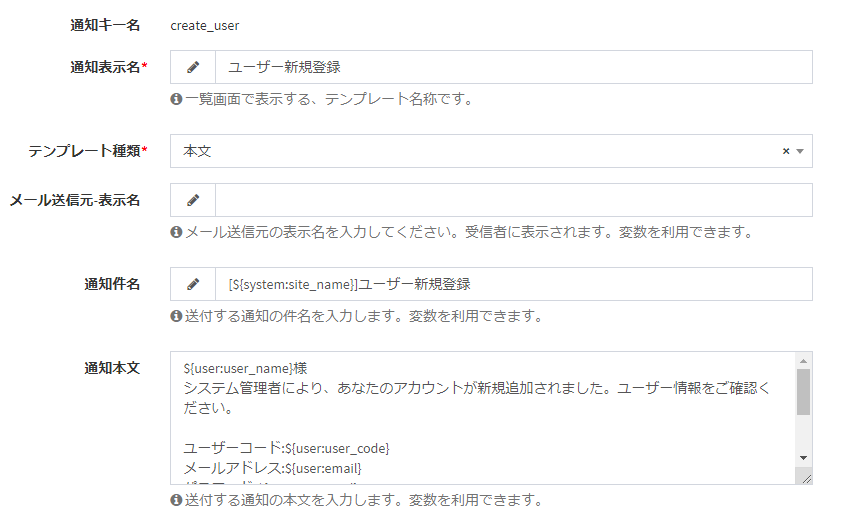 通知キー名 create_user
通知表示名* ユーザー新規登録
一覧画面で表示する、テンプレート名称です。
テンプレート種類* 本文 ×
メール送信元-表示名
メール送信元の表示名を入力してください。受信者に表示されます。変数を利用できます。
通知件名 [${system:site_name}]ユーザー新規登録
送付する通知の件名を入力します。変数を利用できます。
通知本文 ${user:user_name}様
システム管理者により、あなたのアカウントが新規追加されました。ユーザー情報をご確認く
ださい。
ユーザーコード:${user:user_code}
メールアドレス:${user:email}
送付する通知の本文を入力します。変数を利用できます。